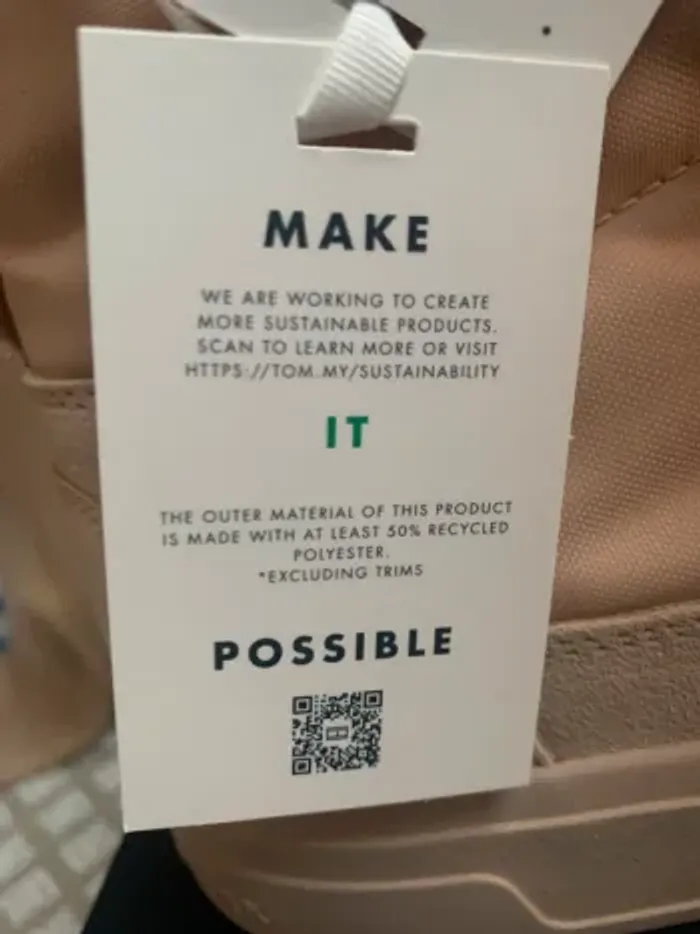 MAKE
WE ARE WORKING TO CREATE
MORE SUSTAINABLE PRODUCTS.
SCAN TO LEARN MORE OR VISIT
HTTPS://TOM.MY/SUSTAINABILITY
IT
THE OUTER MATERIAL OF THIS PRODUCT
IS MADE WITH AT LEAST 50% RECYCLED
POLYESTER.
*EXCLUDING TRIMS
POSSIBLE